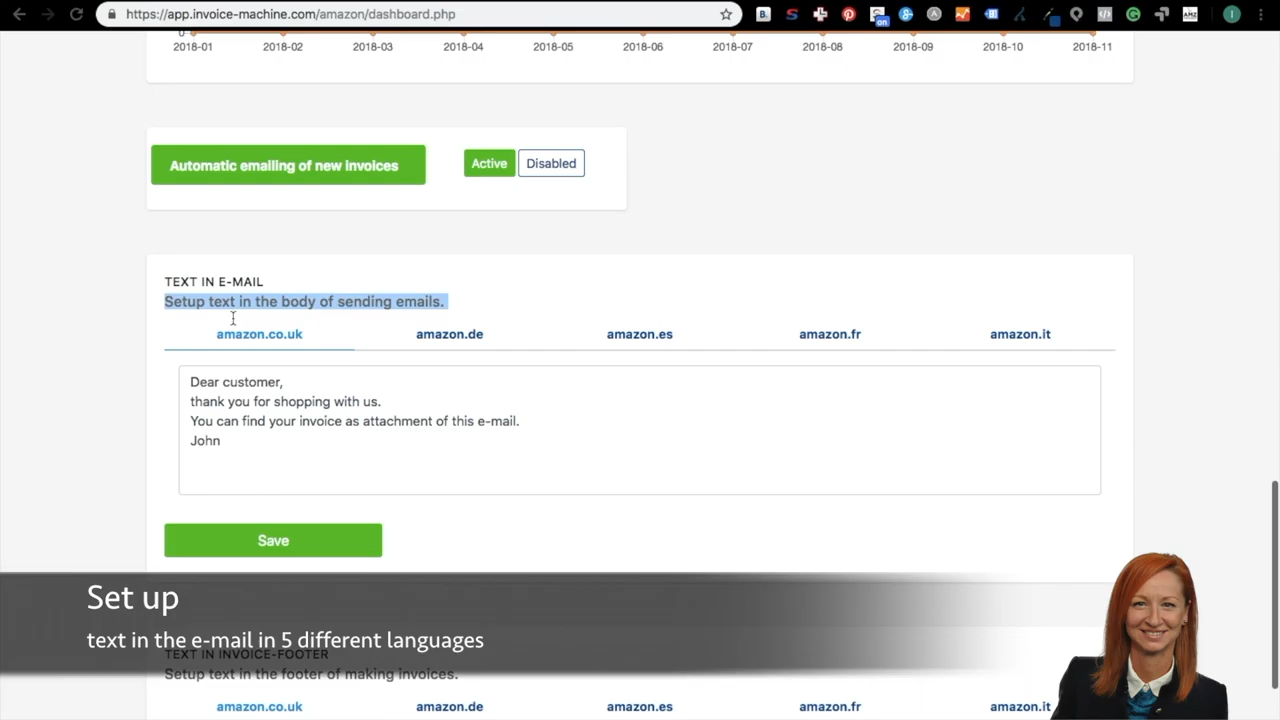 https://app.invoice-machine.com/amazon/dashboard.php
B.
S
on
AMZ
I
0
2018-01 2018-02 2018-03 2018-04 2018-05 2018-06 2018-07 2018-08 2018-09 2018-10 2018-11
Automatic emailing of new invoices
Active Disabled
TEXT IN E-MAIL
Setup text in the body of sending emails.
amazon.co.uk amazon.de amazon.es amazon.fr amazon.it
Dear customer,
thank you for shopping with us.
You can find your invoice as attachment of this e-mail.
John
Save
Set up
text in the e-mail in 5 different languages
TEXT IN INVOICE-FOOTER
Setup text in the footer of making invoices.
amazon.co.uk amazon.de amazon.es amazon.fr amazon.it